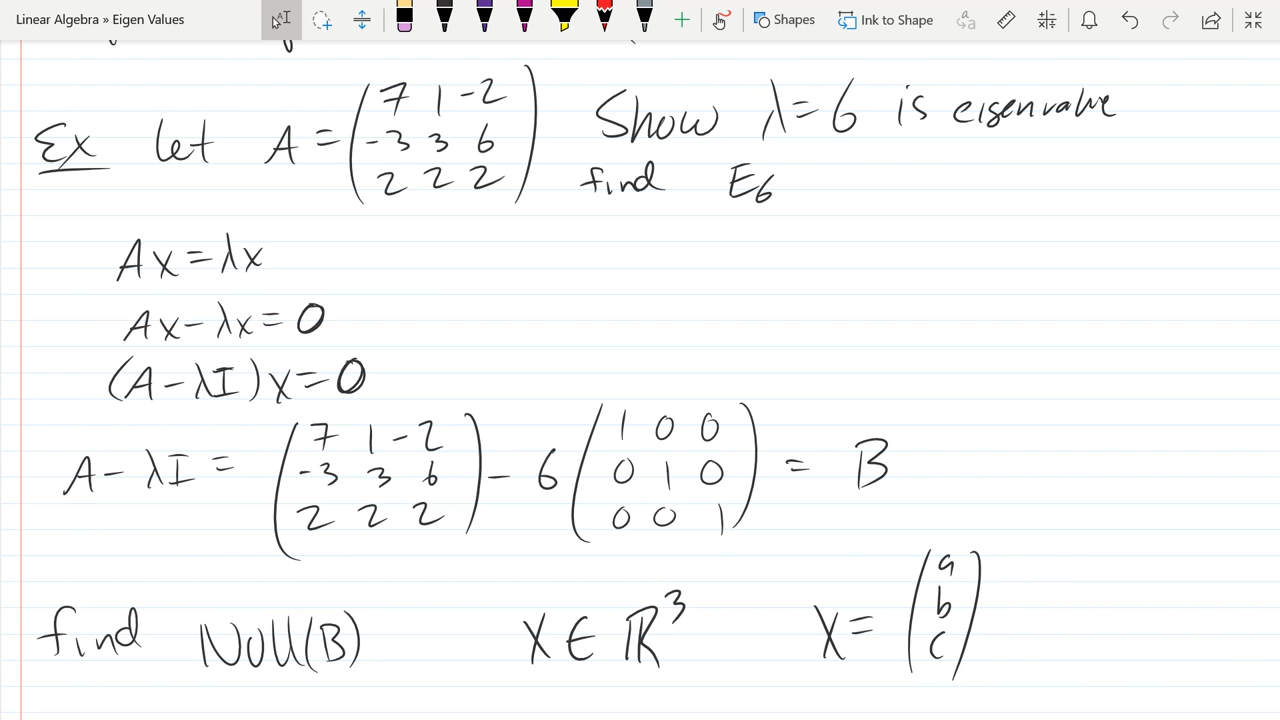 Linear Algebra » Eigen Values Shapes Ink to Shape
Ex let A = (7 1 -2 Show λ=6 is eigenvalue
-3 3 6
2 2 2) find E6
Ax = λx
Ax - λx = 0
(A - λI)x = 0
A - λI = (7 1 -2 - 6 (1 0 0 = B
-3 3 6 0 1 0
2 2 2) 0 0 1)
find Null(B) x ∈ ℝ³ x = (a
b
c)